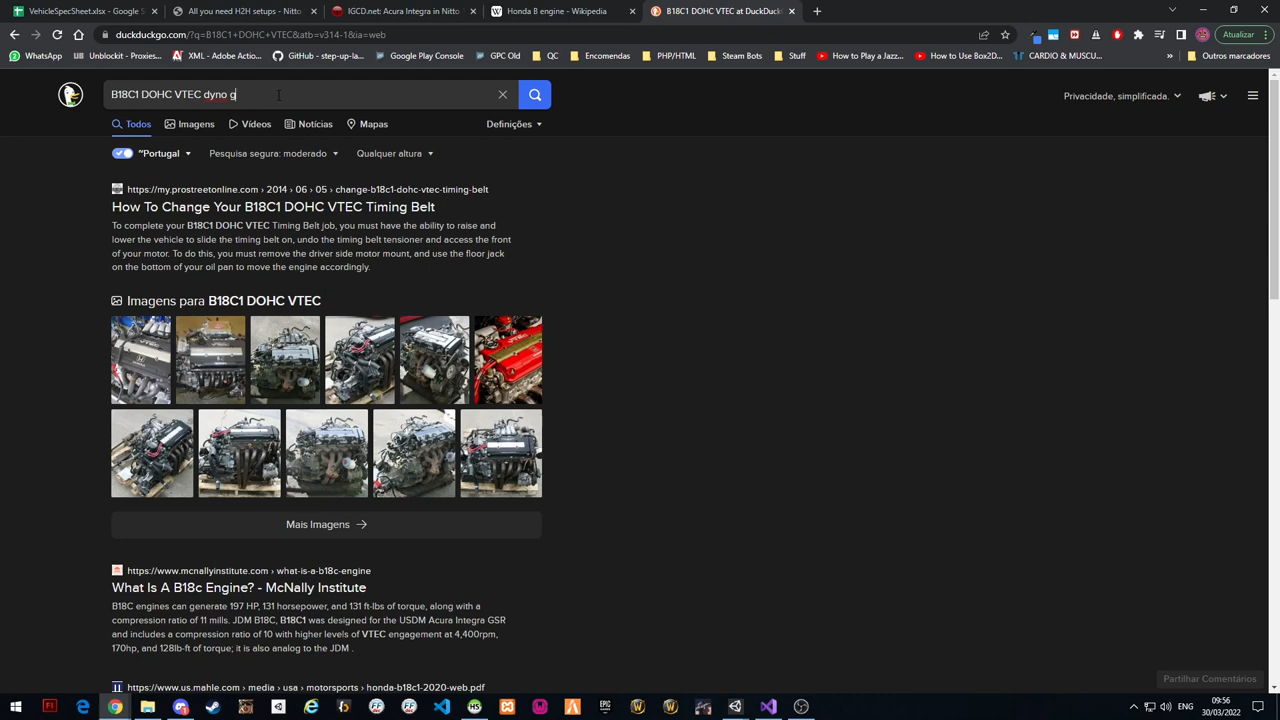 VehicleSpecSheet.xlsx - Google S
All you need H2H setups - Nitto
IGCD.net: Acura Integra in Nitto
Honda B engine - Wikipedia
B18C1 DOHC VTEC at DuckDuck
duckduckgo.com/?q=B18C1+DOHC+VTEC&atb=v314-1&ia=web
Atualizar
WhatsApp
Unblockit - Proxies
XML - Adobe Action...
GitHub - step-up-la...
Google Play Console
GPC Old
QC
Encomendas
PHP/HTML
Steam Bots
Stuff
How to Play a Jazz...
How to Use Box2D...
CARDIO & MUSCU...
Outros marcadores
B18C1 DOHC VTEC dyno g
Privacidade, simplificada.
Todos
Imagens
Vídeos
Notícias
Mapas
Definições
Portugal
Pesquisa segura: moderado
Qualquer altura
https://my.prostreetonline.com › 2014 › 06 › 05 › change-b18c1-dohc-vtec-timing-belt
How To Change Your B18C1 DOHC VTEC Timing Belt
To complete your B18C1 DOHC VTEC Timing Belt job, you must have the ability to raise and
lower the vehicle to slide the timing belt on, undo the timing belt tensioner and access the front
of your motor. To do this, you must remove the driver side motor mount, and use the floor jack
on the bottom of your oil pan to move the engine accordingly.
Imagens para B18C1 DOHC VTEC
Mais Imagens
https://www.mcnallyinstitute.com › what-is-a-b18c-engine
What Is A B18c Engine? - McNally Institute
B18C engines can generate 197 HP, 131 horsepower, and 131 ft-lbs of torque, along with a
compression ratio of 11 mills. JDM B18C, B18C1 was designed for the USDM Acura Integra GSR
and includes a compression ratio of 10 with higher levels of VTEC engagement at 4,400rpm,
170hp, and 128lb-ft of torque; it is also analog to the JDM .
https://www.us.mahle.com › media › usa › motorsports › honda-b18c1-2020-web.pdf
Partilhar Comentários
ENG
09:56
30/03/2022